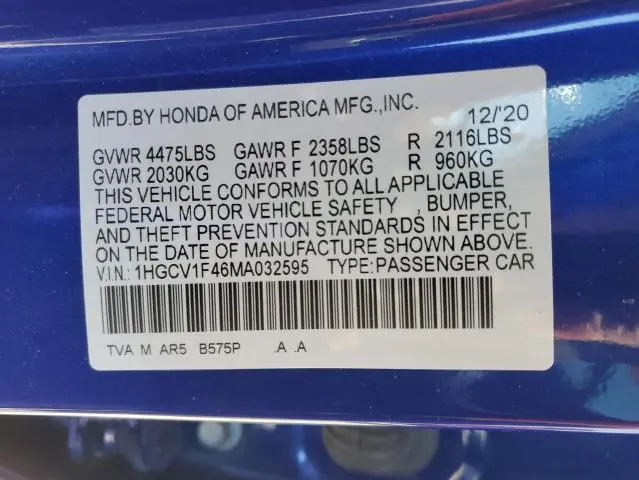 MFD.BY HONDA OF AMERICA MFG.,INC. 12/'20
GVWR 4475LBS GAWR F 2358LBS R 2116LBS
GVWR 2030KG GAWR F 1070KG R 960KG
THIS VEHICLE CONFORMS TO ALL APPLICABLE
FEDERAL MOTOR VEHICLE SAFETY , BUMPER,
AND THEFT PREVENTION STANDARDS IN EFFECT
ON THE DATE OF MANUFACTURE SHOWN ABOVE.
V.I.N.: 1HGCV1F46MA032595 TYPE:PASSENGER CAR
TVA M AR5 B575P .A .A